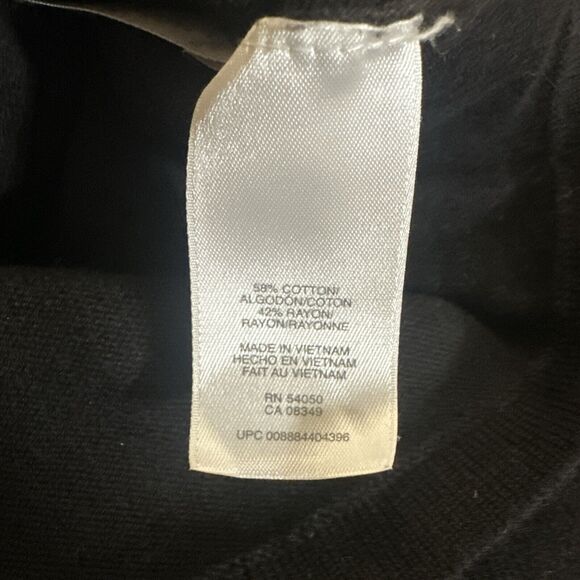 58% COTTON/
ALGODÓN/COTON
42% RAYON/
RAYON/RAYONNE
MADE IN VIETNAM
HECHO EN VIETNAM
FAIT AU VIETNAM
RN 54050
CA 08349
UPC 008884404396